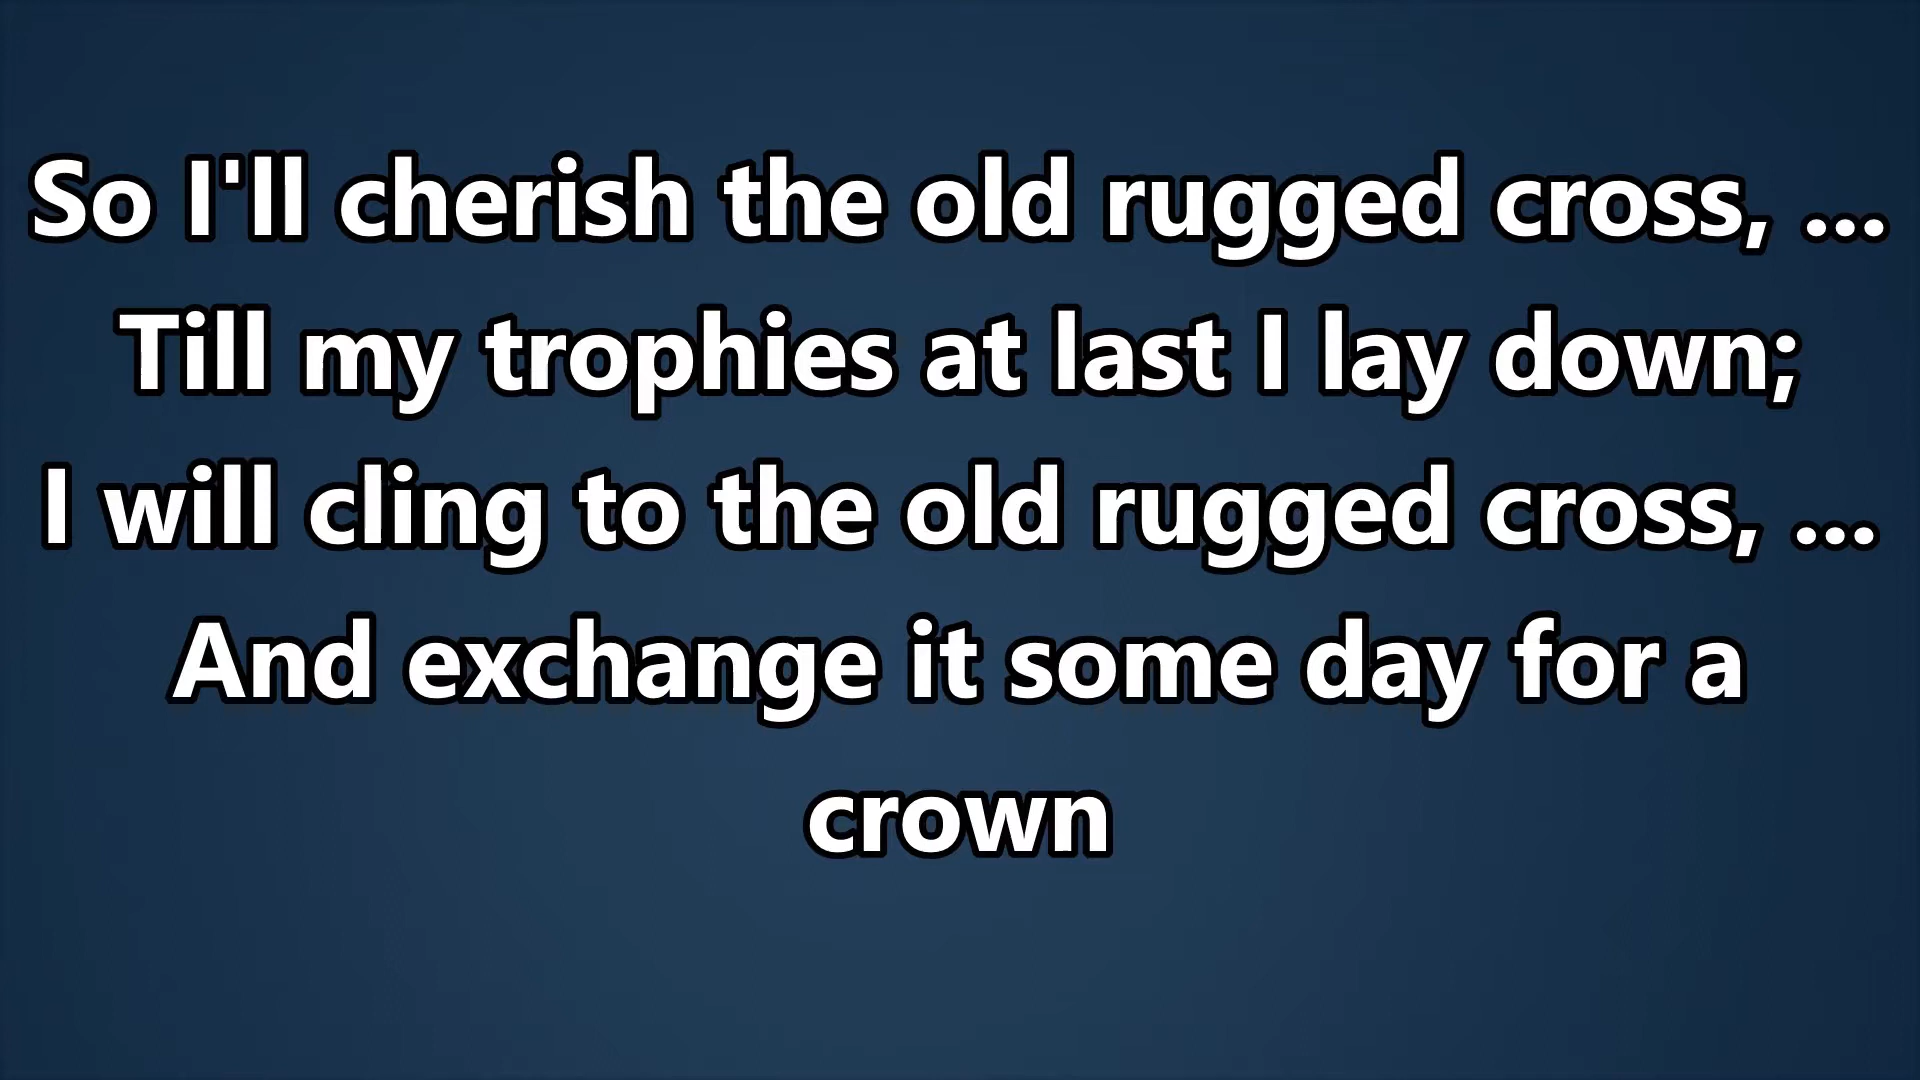 So I'll cherish the old rugged cross, ...
Till my trophies at last I lay down;
I will cling to the old rugged cross, ...
And exchange it some day for a
crown